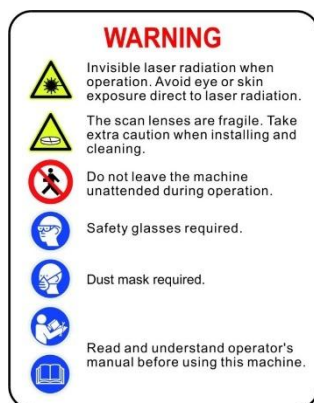 WARNING
Invisible laser radiation when
operation. Avoid eye or skin
exposure direct to laser radiation.
The scan lenses are fragile. Take
extra caution when installing and
cleaning.
Do not leave the machine
unattended during operation.
Safety glasses required.
Dust mask required.
Read and understand operator's
manual before using this machine.